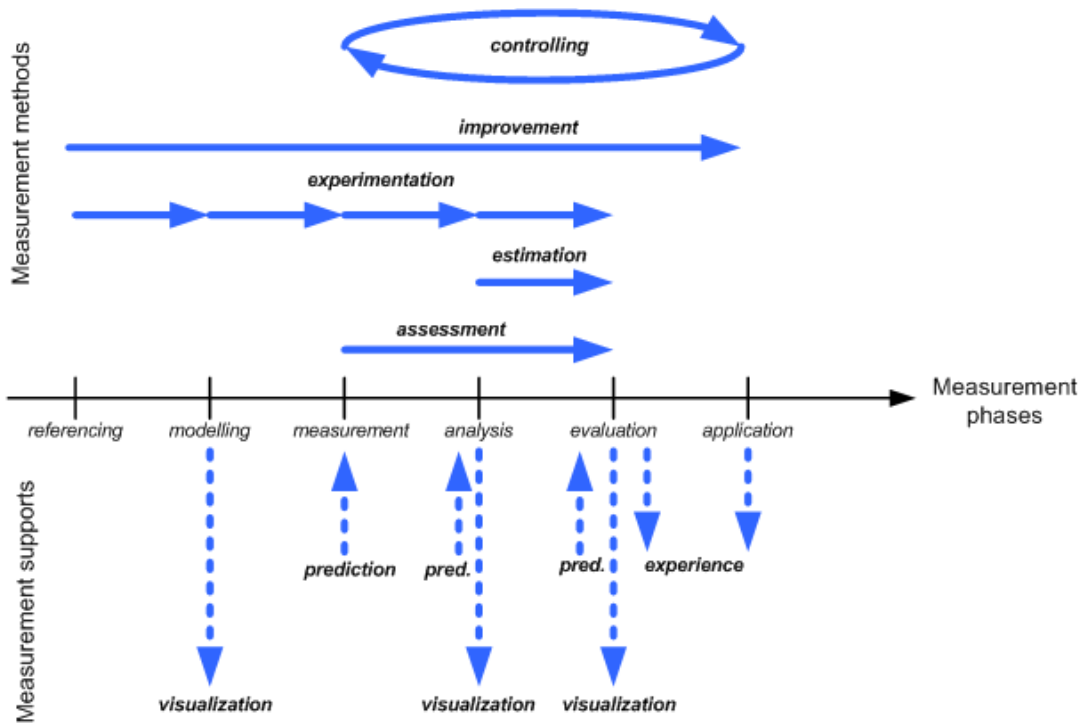 Measurement methods
controlling
improvement
experimentation
estimation
assessment
Measurement
phases
referencing
modelling
measurement
analysis
evaluation
application
Measurement supports
prediction
pred.
pred.
experience
visualization
visualization
visualization